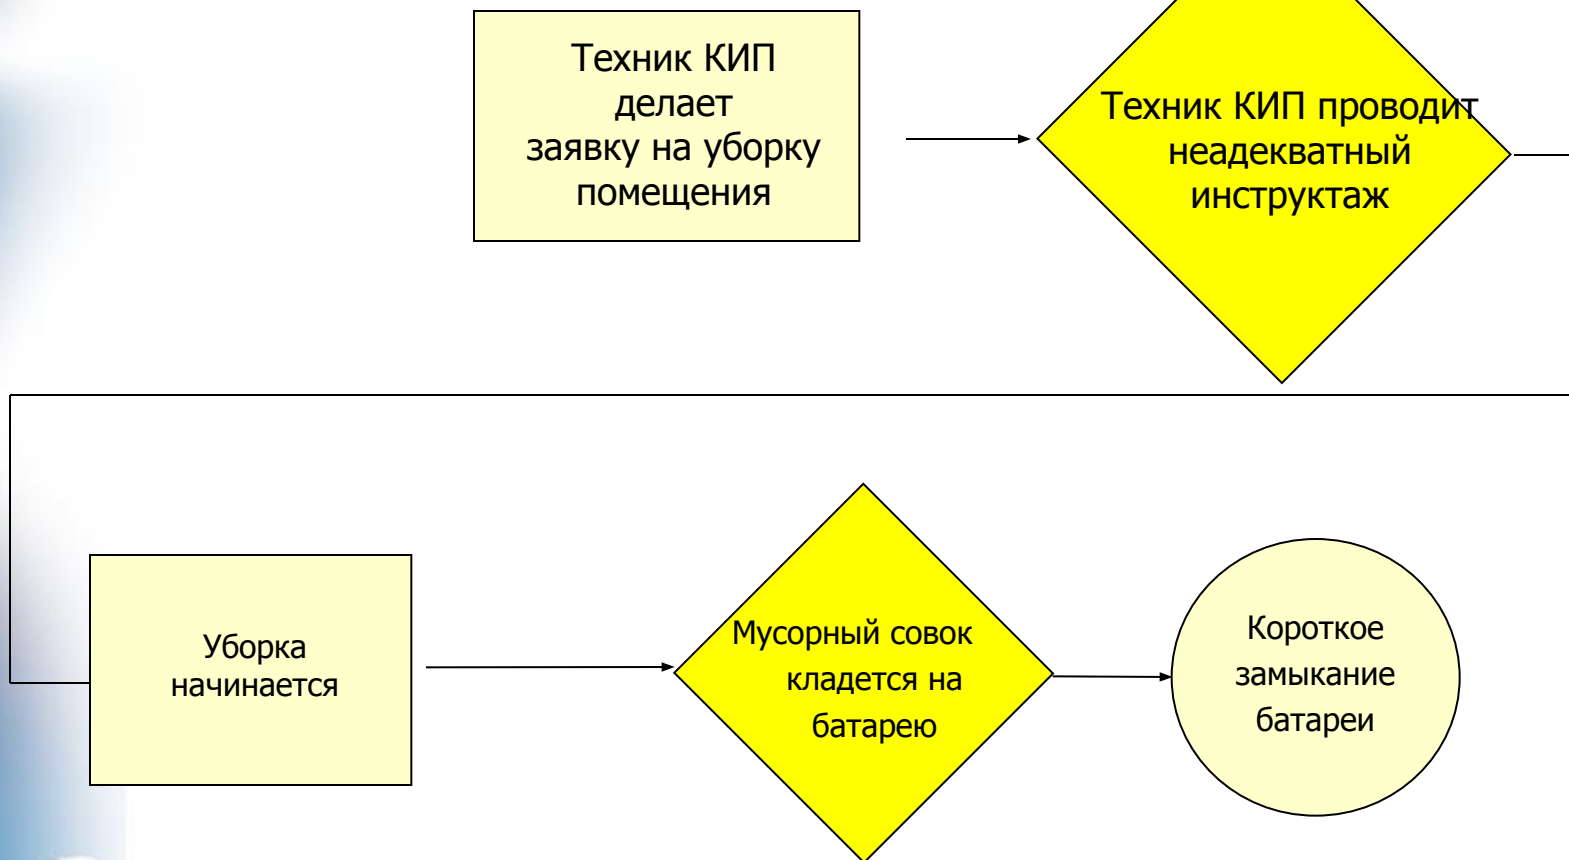 Техник КИП
делает
заявку на уборку
помещения
Техник КИП проводит
неадекватный
инструктаж
Уборка
начинается
Мусорный совок
кладется на
батарею
Короткое
замыкание
батареи